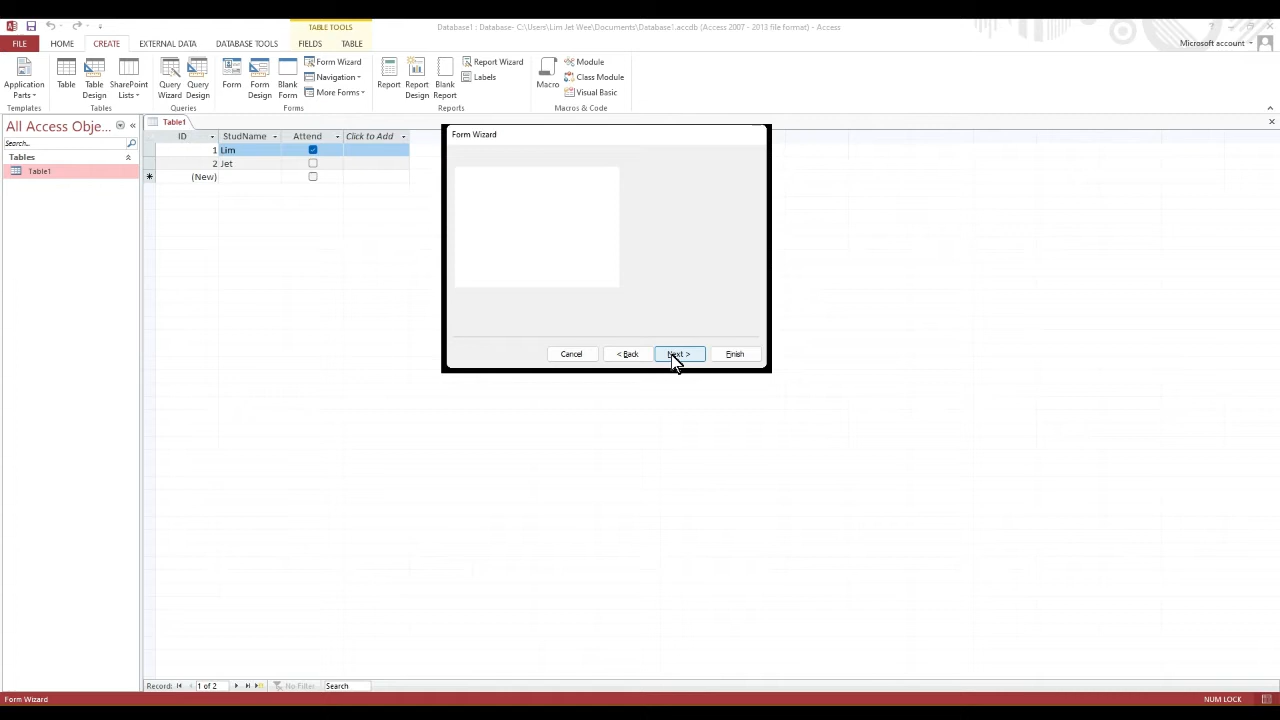 TABLE TOOLS
Database1 : Database- C:\Users\Lim Jet Wee\Documents\Database1.accdb (Access 2007 - 2013 file format) - Access
FILE HOME CREATE EXTERNAL DATA DATABASE TOOLS FIELDS TABLE Microsoft account
Application Parts
Templates
Table
Table Design
SharePoint Lists
Tables
Query Wizard
Query Design
Queries
Form
Form Design
Blank Form
Form Wizard
Navigation
More Forms
Forms
Report
Report Design
Blank Report
Report Wizard
Labels
Reports
Macro
Module
Class Module
Visual Basic
Macros & Code
All Access Obje...
Search...
Tables
Table1
Table1
ID StudName Attend Click to Add
1 Lim
2 Jet
(New)
Form Wizard
Cancel < Back Next > Finish
Record: 1 of 2 No Filter Search
Form Wizard NUM LOCK